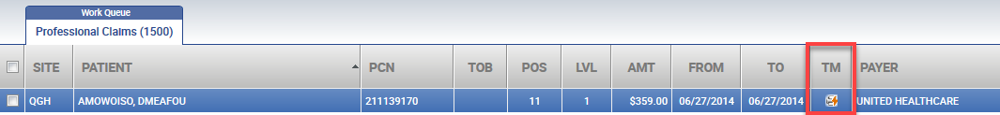 Work Queue
Professional Claims (1500)
SITE PATIENT PCN TOB POS LVL AMT FROM TO TM PAYER
QGH AMOWOISO, DMEAFOU 211139170 11 1 $359.00 06/27/2014 06/27/2014 UNITED HEALTHCARE